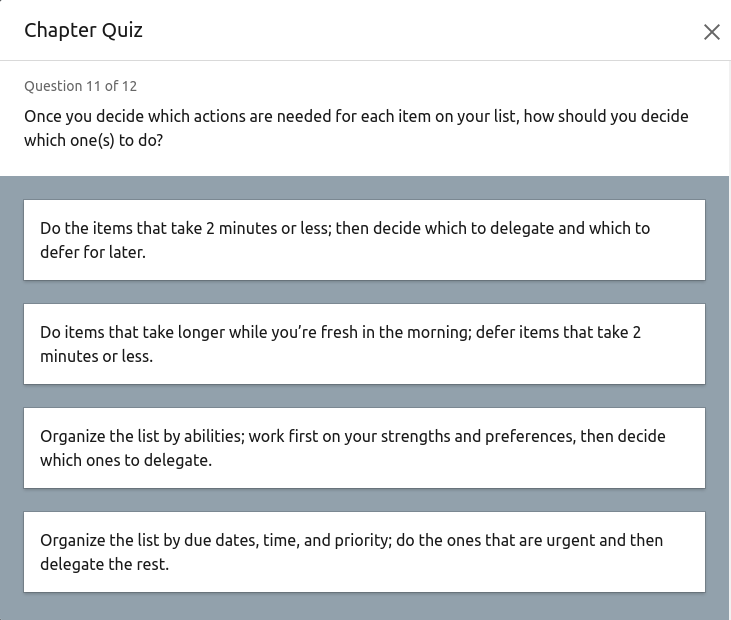 Chapter Quiz
Question 11 of 12
Once you decide which actions are needed for each item on your list, how should you decide
which one(s) to do?
Do the items that take 2 minutes or less; then decide which to delegate and which to
defer for later.
Do items that take longer while you’re fresh in the morning; defer items that take 2
minutes or less.
Organize the list by abilities; work first on your strengths and preferences, then decide
which ones to delegate.
Organize the list by due dates, time, and priority; do the ones that are urgent and then
delegate the rest.